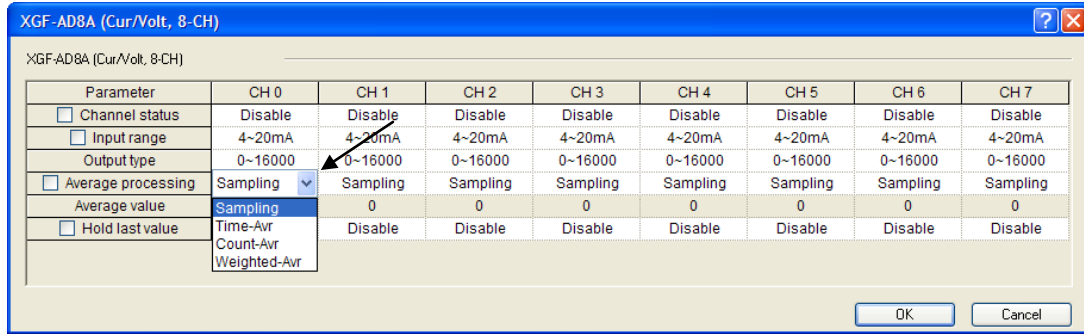 XGF-AD8A (Cur/Volt, 8-CH)
XGF-AD8A (Cur/Volt, 8-CH)
Parameter CH 0 CH 1 CH 2 CH 3 CH 4 CH 5 CH 6 CH 7
Channel status Disable Disable Disable Disable Disable Disable Disable Disable
Input range 4~20mA 4~20mA 4~20mA 4~20mA 4~20mA 4~20mA 4~20mA 4~20mA
Output type 0~16000 0~16000 0~16000 0~16000 0~16000 0~16000 0~16000 0~16000
Average processing Sampling Sampling Sampling Sampling Sampling Sampling Sampling Sampling
Average value Sampling 0 0 0 0 0 0 0
Hold last value Time-Avr Disable Disable Disable Disable Disable Disable Disable
Count-Avr
Weighted-Avr
OK Cancel